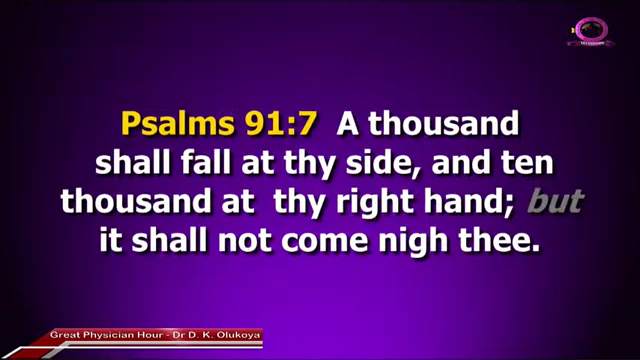 Psalms 91:7 A thousand
shall fall at thy side, and ten
thousand at thy right hand; but
it shall not come nigh thee.
Great Physician Hour - Dr D. K. Olukoya